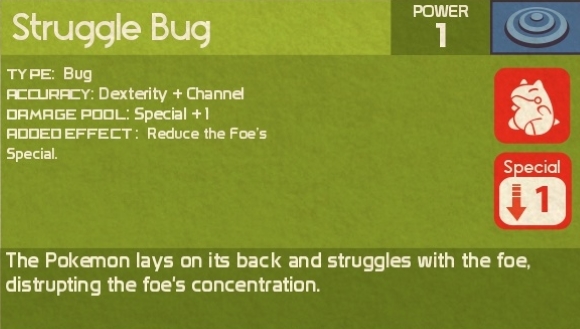 Struggle Bug
POWER
1
TYPE: Bug
ACCURACY: Dexterity + Channel
DAMAGE POOL: Special +1
ADDED EFFECT: Reduce the Foe's
Special.
Special
1
The Pokemon lays on its back and struggles with the foe,
distrupting the foe's concentration.